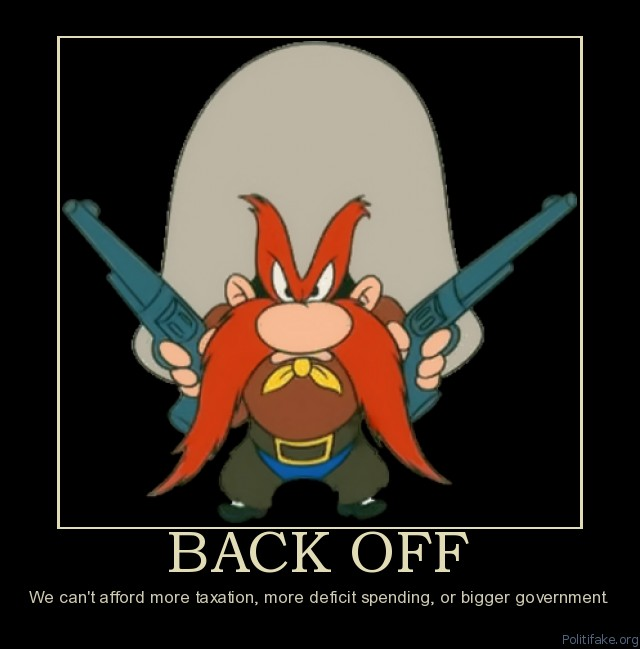 BACK OFF
We can't afford more taxation, more deficit spending, or bigger government.
Politifake.org